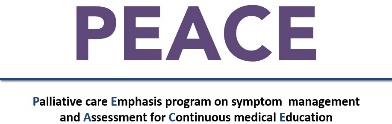 PEACE
Palliative care Emphasis program on symptom management
and Assessment for Continuous medical Education